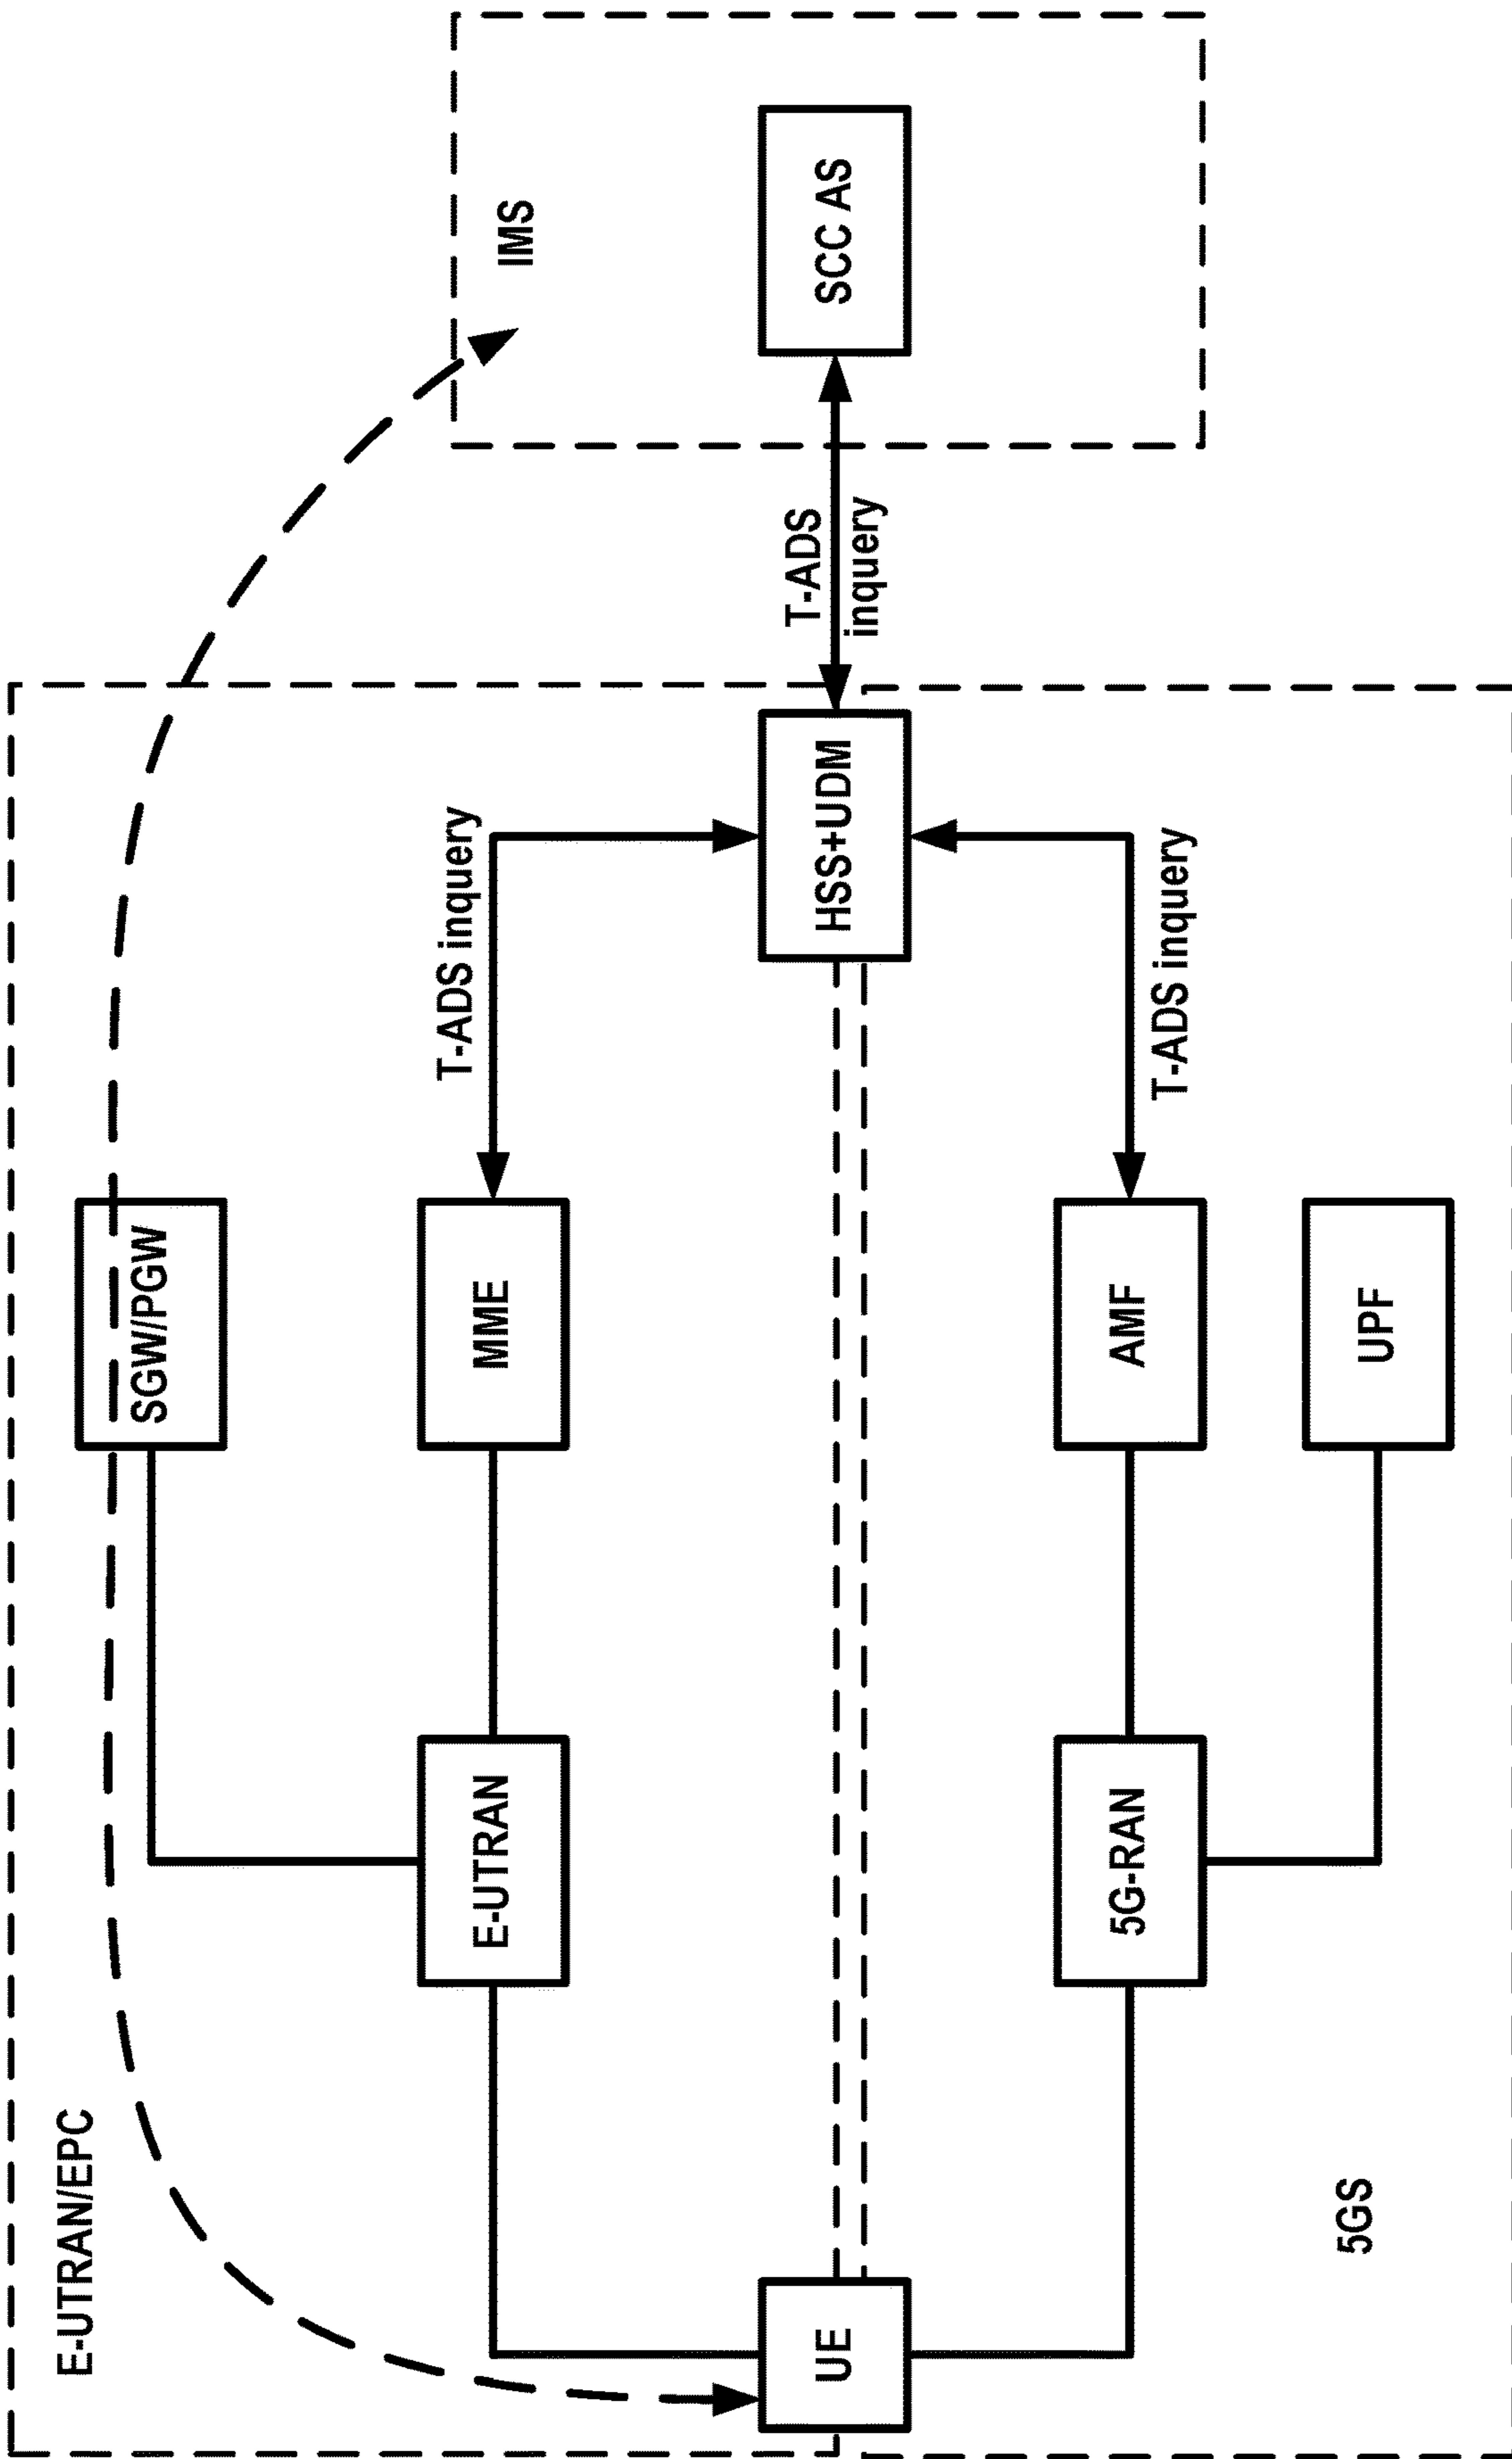 E-UTRAN/EPC
SGW/PGW
IMS
T-ADS inquery
E-UTRAN
MME
UE
HSS+UDM
T-ADS
inquery
SCC AS
5G-RAN
AMF
T-ADS inquery
5GS
UPF